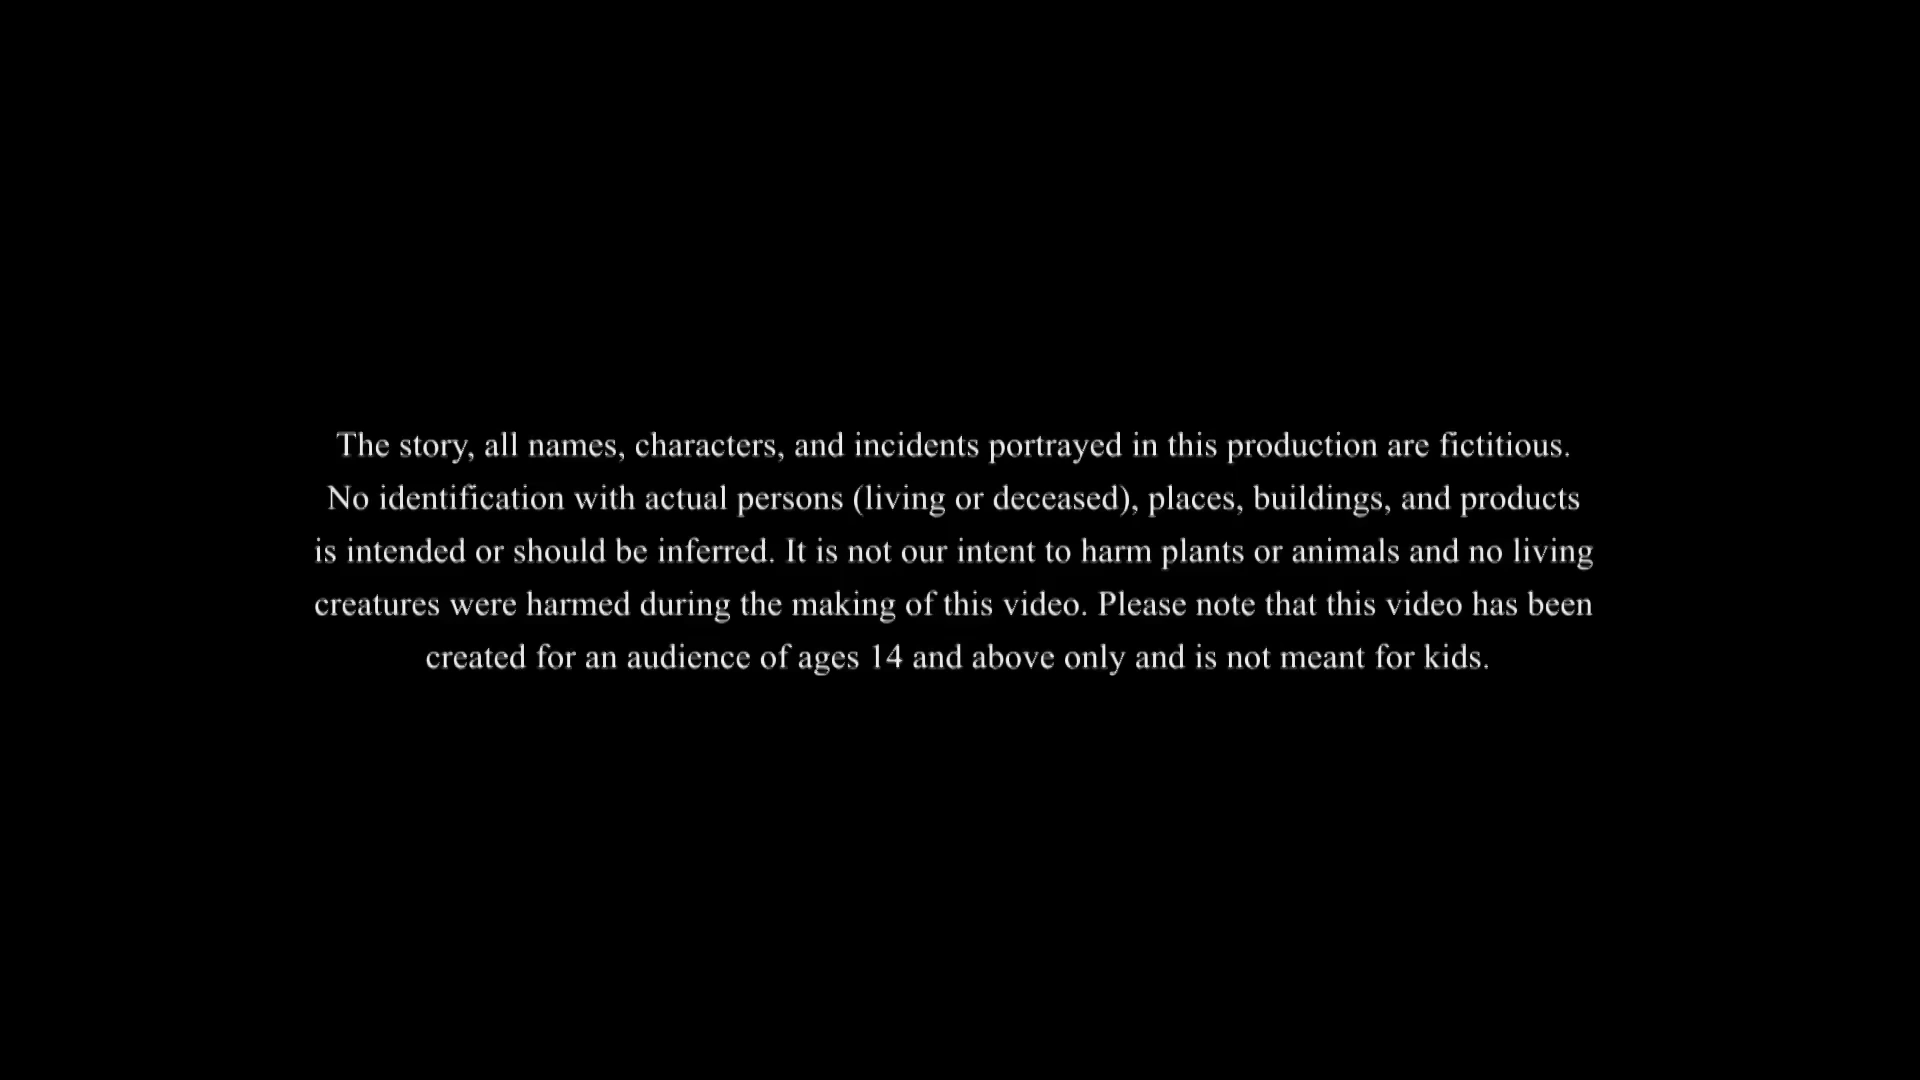 The story, all names, characters, and incidents portrayed in this production are fictitious.
No identification with actual persons (living or deceased), places, buildings, and products
is intended or should be inferred. It is not our intent to harm plants or animals and no living
creatures were harmed during the making of this video. Please note that this video has been
created for an audience of ages 14 and above only and is not meant for kids.